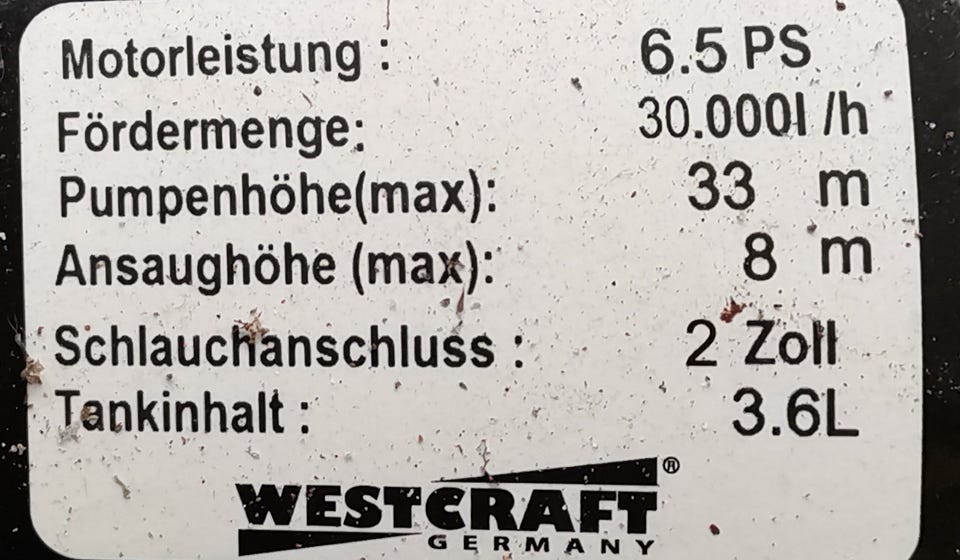 Motorleistung : 6.5 PS
Fördermenge: 30.000l /h
Pumpenhöhe(max): 33 m
Ansaughöhe (max): 8 m
Schlauchanschluss : 2 Zoll
Tankinhalt : 3.6L
WESTCRAFT®
GERMANY